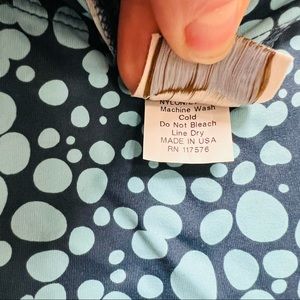 NYLON
Machine Wash
Cold
Do Not Bleach
Line Dry
MADE IN USA
RN 117576